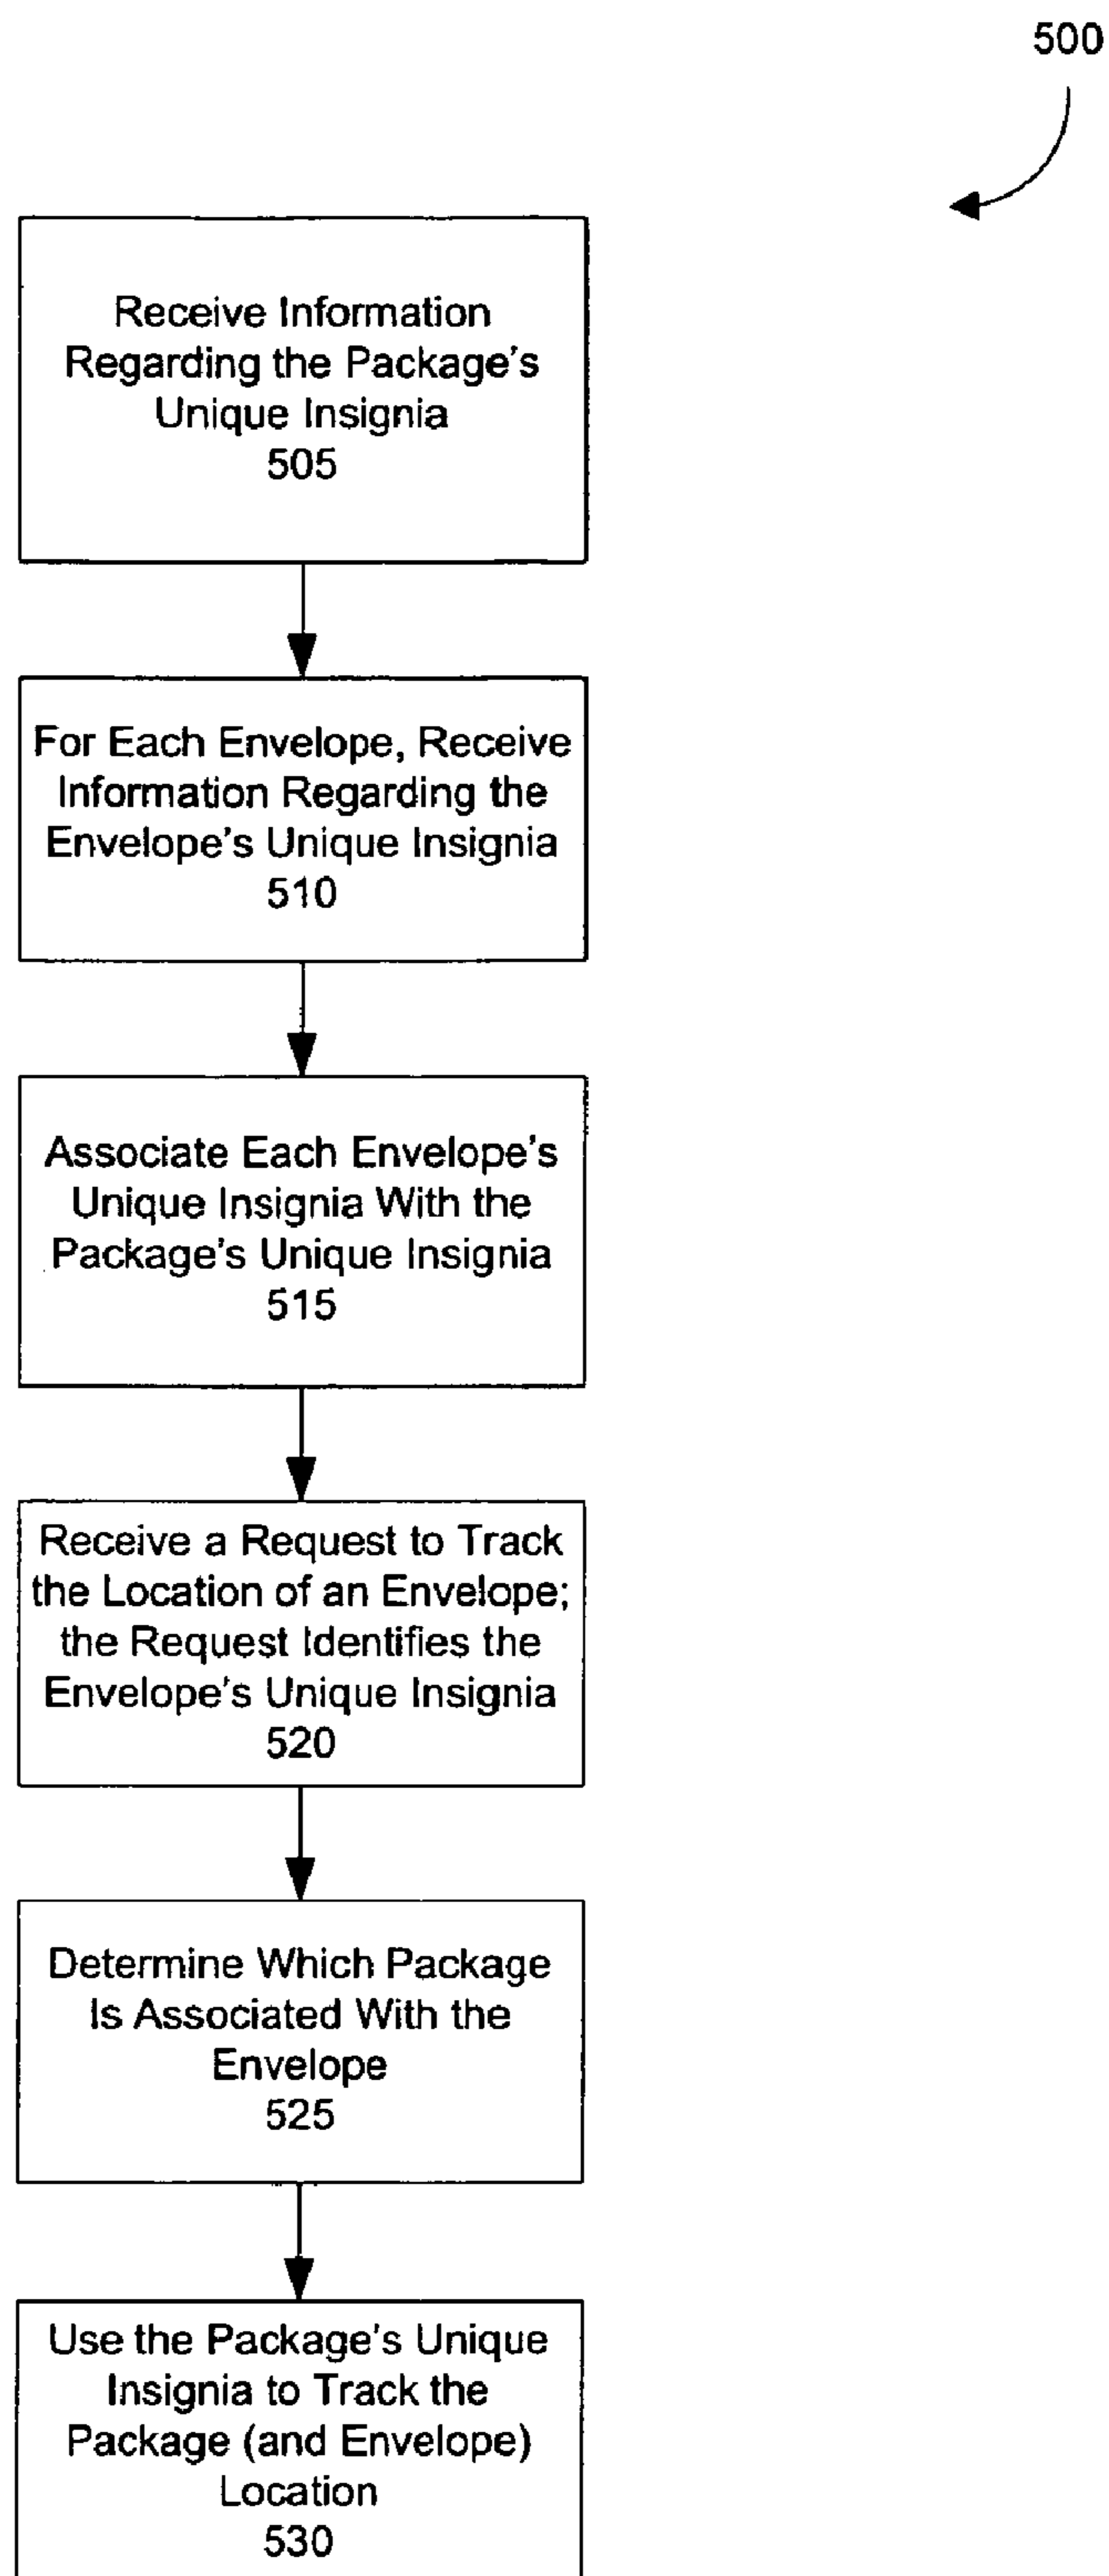 500
Receive Information
Regarding the Package's
Unique Insignia
505
For Each Envelope, Receive
Information Regarding the
Envelope's Unique Insignia
510
Associate Each Envelope's
Unique Insignia With the
Package's Unique Insignia
515
Receive a Request to Track
the Location of an Envelope;
the Request Identifies the
Envelope's Unique Insignia
520
Determine Which Package
Is Associated With the
Envelope
525
Use the Package's Unique
Insignia to Track the
Package (and Envelope)
Location
530